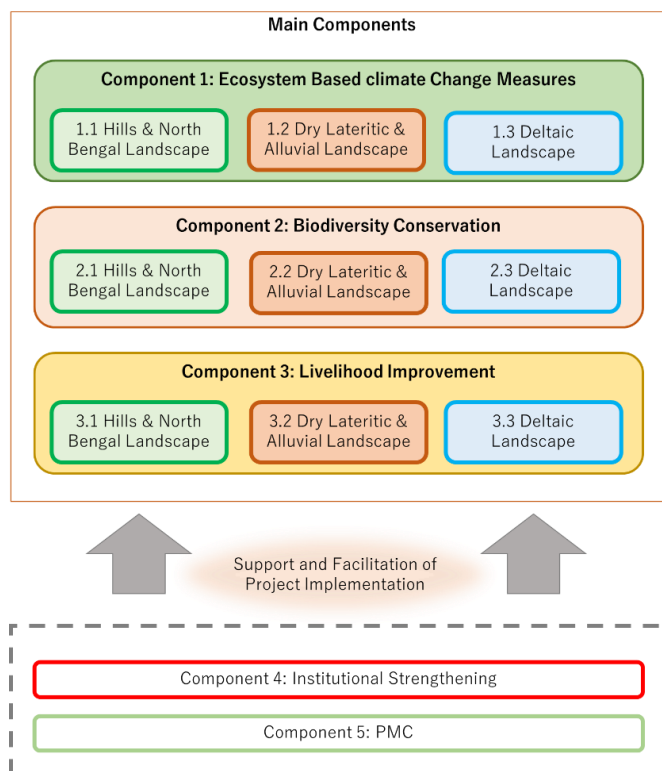 Main Components
Component 1: Ecosystem Based climate Change Measures
1.1 Hills & North
Bengal Landscape
1.2 Dry Lateritic &
Alluvial Landscape
1.3 Deltaic
Landscape
Component 2: Biodiversity Conservation
2.1 Hills & North
Bengal Landscape
2.2 Dry Lateritic &
Alluvial Landscape
2.3 Deltaic
Landscape
Component 3: Livelihood Improvement
3.1 Hills & North
Bengal Landscape
3.2 Dry Lateritic &
Alluvial Landscape
3.3 Deltaic
Landscape
Support and Facilitation of
Project Implementation
Component 4: Institutional Strengthening
Component 5: PMC